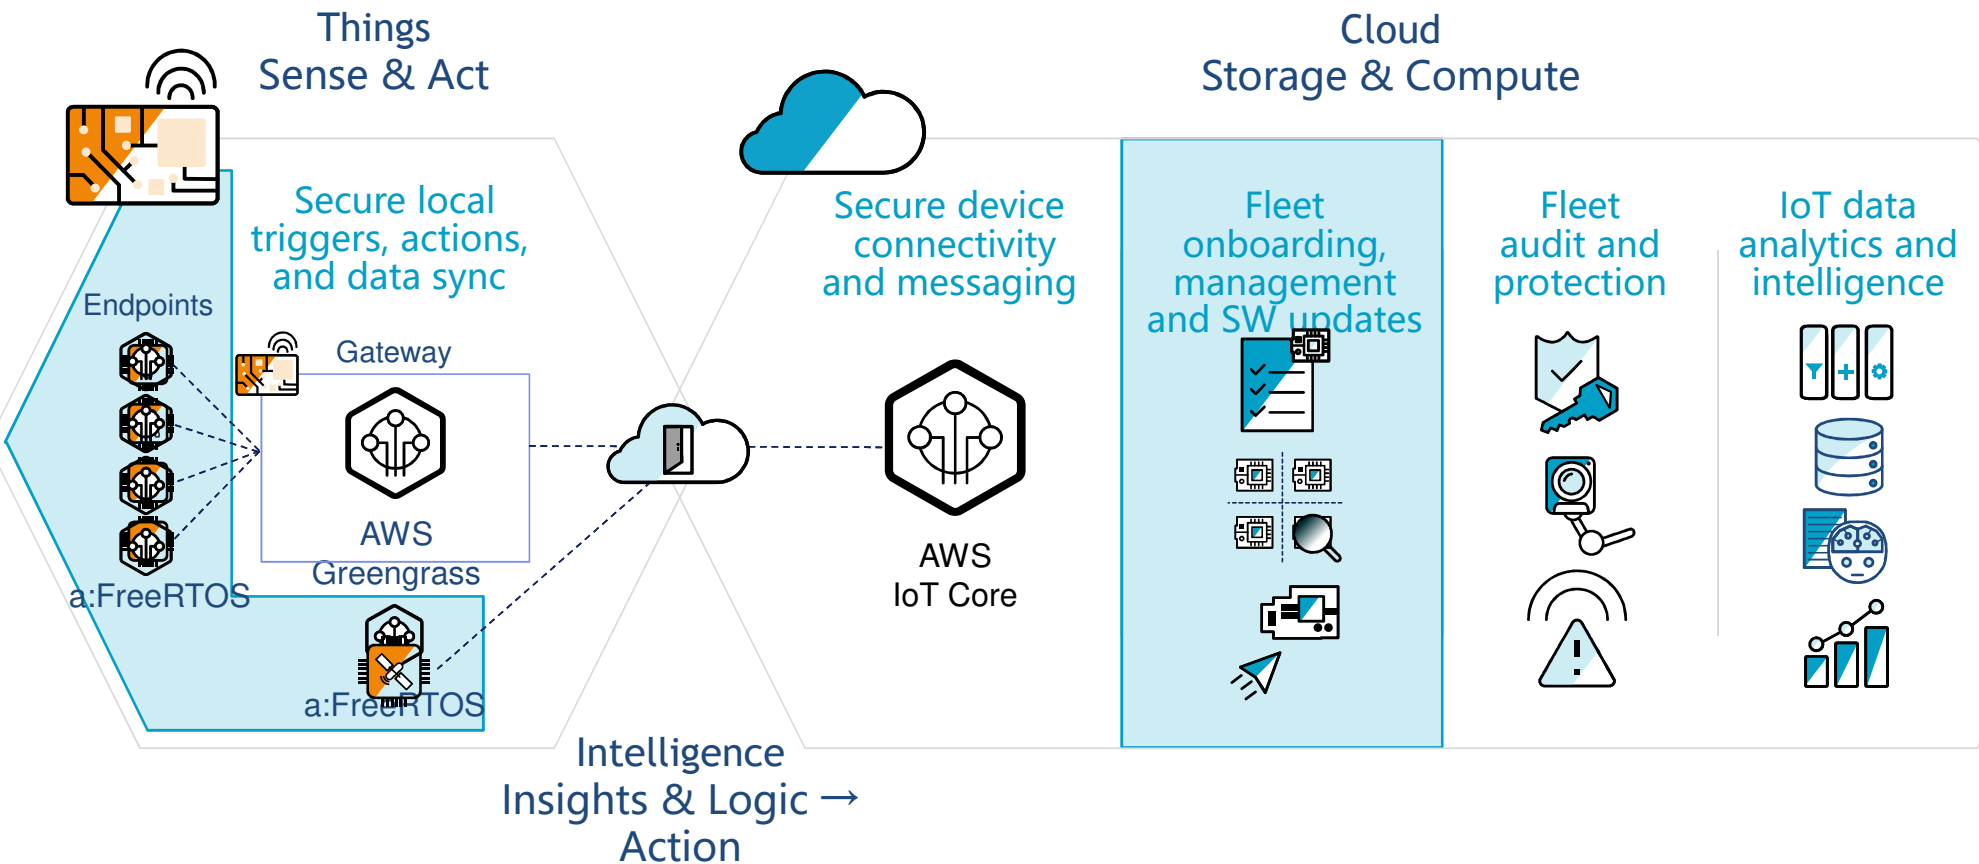 Things
Sense & Act
Cloud
Storage & Compute
Secure local
triggers, actions,
and data sync
Endpoints
a:FreeRTOS
Gateway
AWS
Greengrass
a:FreeRTOS
Secure device
connectivity
and messaging
AWS
IoT Core
Fleet
onboarding,
management
and SW updates
Fleet
audit and
protection
IoT data
analytics and
intelligence
Intelligence
Insights & Logic →
Action